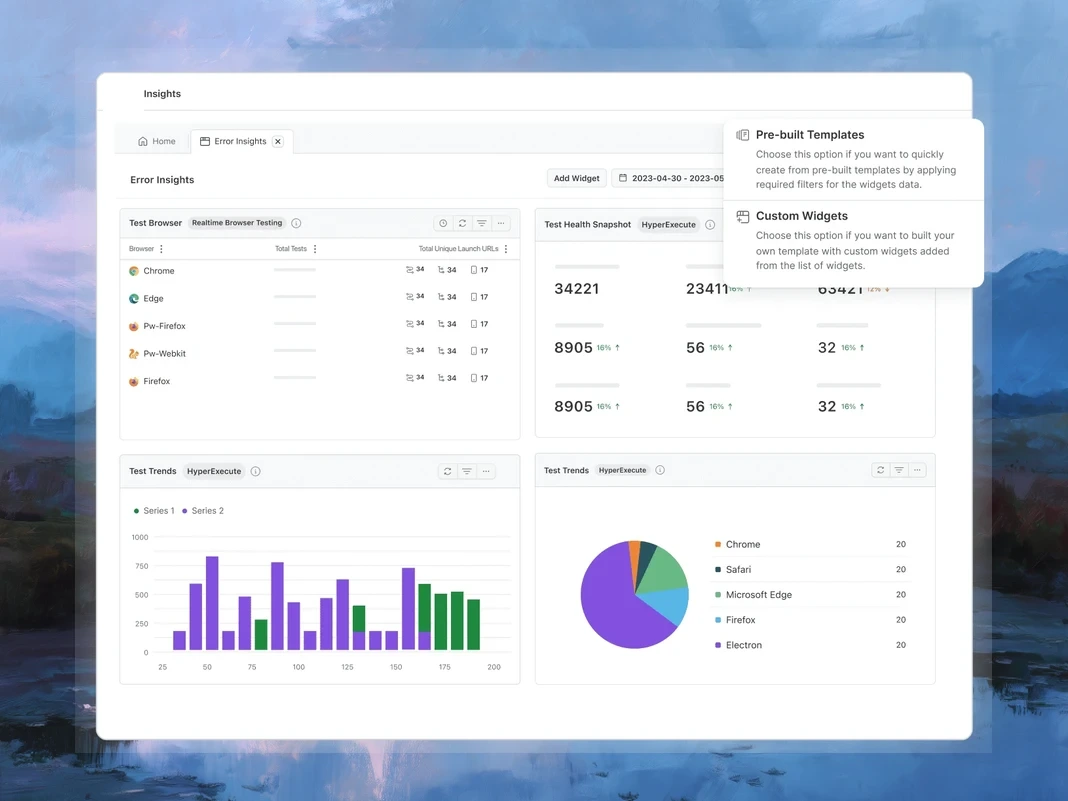 Insights
Home
Error Insights
Error Insights
Add Widget
2023-04-30 - 2023-05
Pre-built Templates
Choose this option if you want to quickly
create from pre-built templates by applying
required filters for the widgets data.
Custom Widgets
Choose this option if you want to built your
own template with custom widgets added
from the list of widgets.
Test Browser Realtime Browser Testing
Browser Total Tests Total Unique Launch URLs
Chrome 34 34 17
Edge 34 34 17
Pw-Firefox 34 34 17
Pw-Webkit 34 34 17
Firefox 34 34 17
Test Health Snapshot HyperExecute
34221 23411 16% ↑ 63421 12% ↓
8905 16% ↑ 56 16% ↑ 32 16% ↑
8905 16% ↑ 56 16% ↑ 32 16% ↑
Test Trends HyperExecute
Series 1 Series 2
1000
750
500
250
0
25 50 75 100 125 150 175 200
Test Trends HyperExecute
Chrome 20
Safari 20
Microsoft Edge 20
Firefox 20
Electron 20